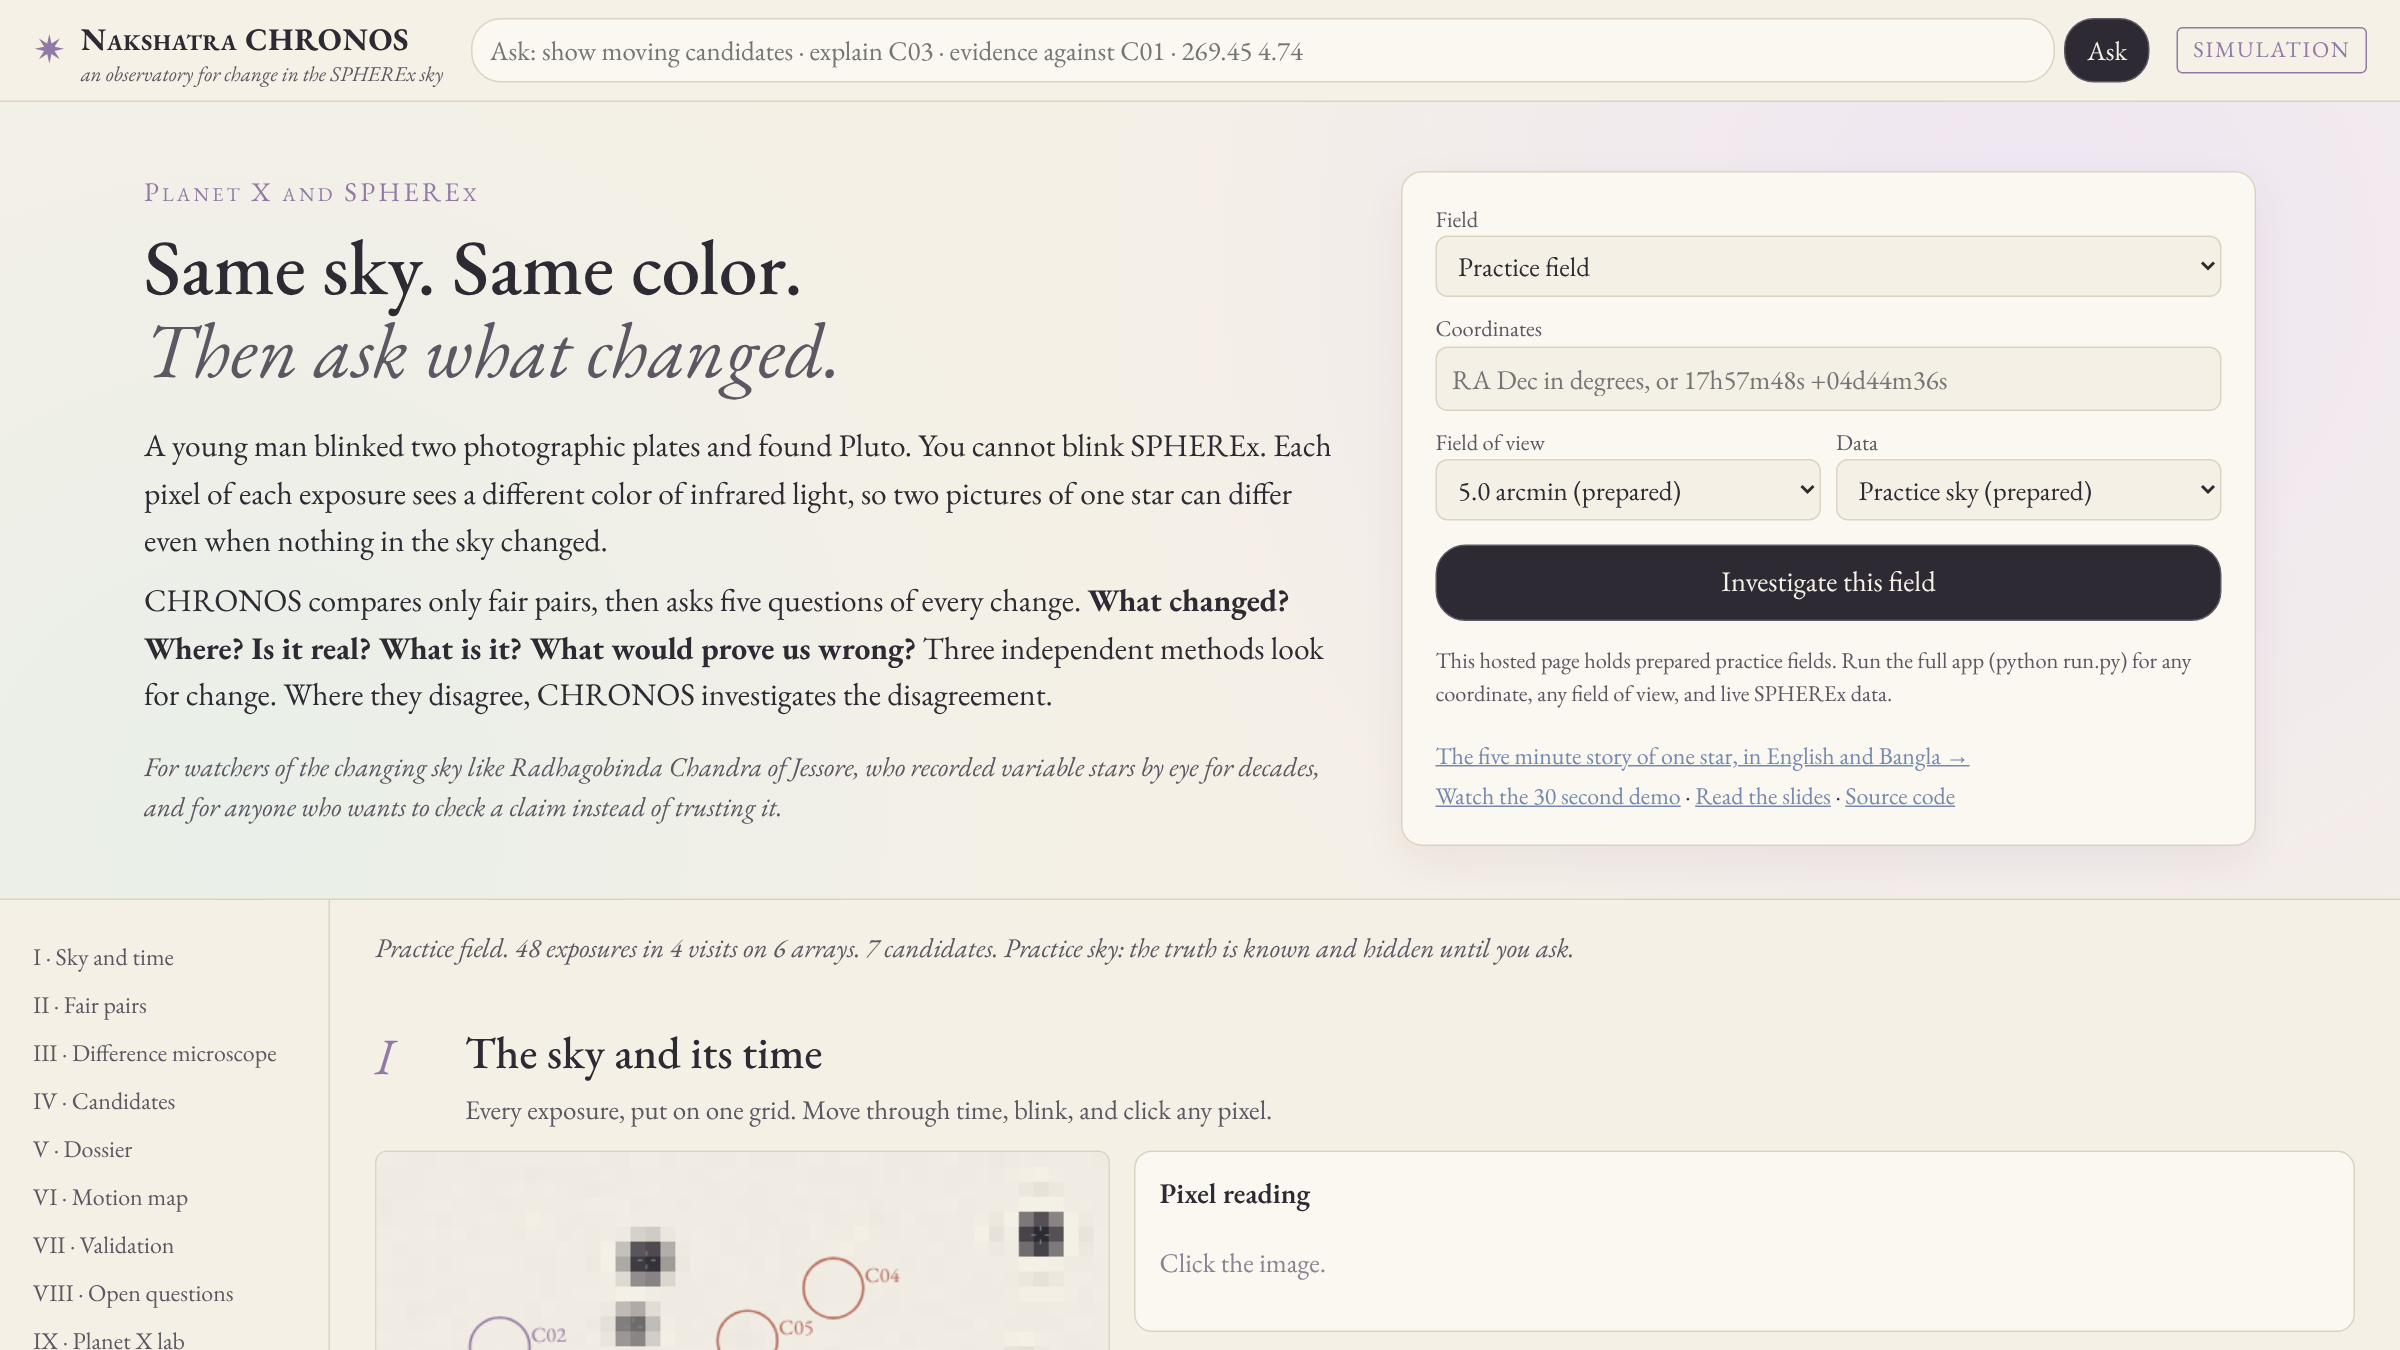 Nakshatra CHRONOS
an observatory for change in the SPHEREx sky
Ask: show moving candidates · explain C03 · evidence against C01 · 269.45 4.74
Ask
SIMULATION
Planet X and SPHEREx
Same sky. Same color.
Then ask what changed.
A young man blinked two photographic plates and found Pluto. You cannot blink SPHEREx. Each
pixel of each exposure sees a different color of infrared light, so two pictures of one star can differ
even when nothing in the sky changed.
CHRONOS compares only fair pairs, then asks five questions of every change. What changed?
Where? Is it real? What is it? What would prove us wrong? Three independent methods look
for change. Where they disagree, CHRONOS investigates the disagreement.
For watchers of the changing sky like Radhagobinda Chandra of Jessore, who recorded variable stars by eye for decades,
and for anyone who wants to check a claim instead of trusting it.
Field
Practice field
Coordinates
RA Dec in degrees, or 17h57m48s +04d44m36s
Field of view
Data
5.0 arcmin (prepared)
Practice sky (prepared)
Investigate this field
This hosted page holds prepared practice fields. Run the full app (python run.py) for any
coordinate, any field of view, and live SPHEREx data.
The five minute story of one star, in English and Bangla →
Watch the 30 second demo · Read the slides · Source code
I · Sky and time
II · Fair pairs
III · Difference microscope
IV · Candidates
V · Dossier
VI · Motion map
VII · Validation
VIII · Open questions
IX · Planet X lab
Practice field. 48 exposures in 4 visits on 6 arrays. 7 candidates. Practice sky: the truth is known and hidden until you ask.
I
The sky and its time
Every exposure, put on one grid. Move through time, blink, and click any pixel.
C04
C05
C02
Pixel reading
Click the image.